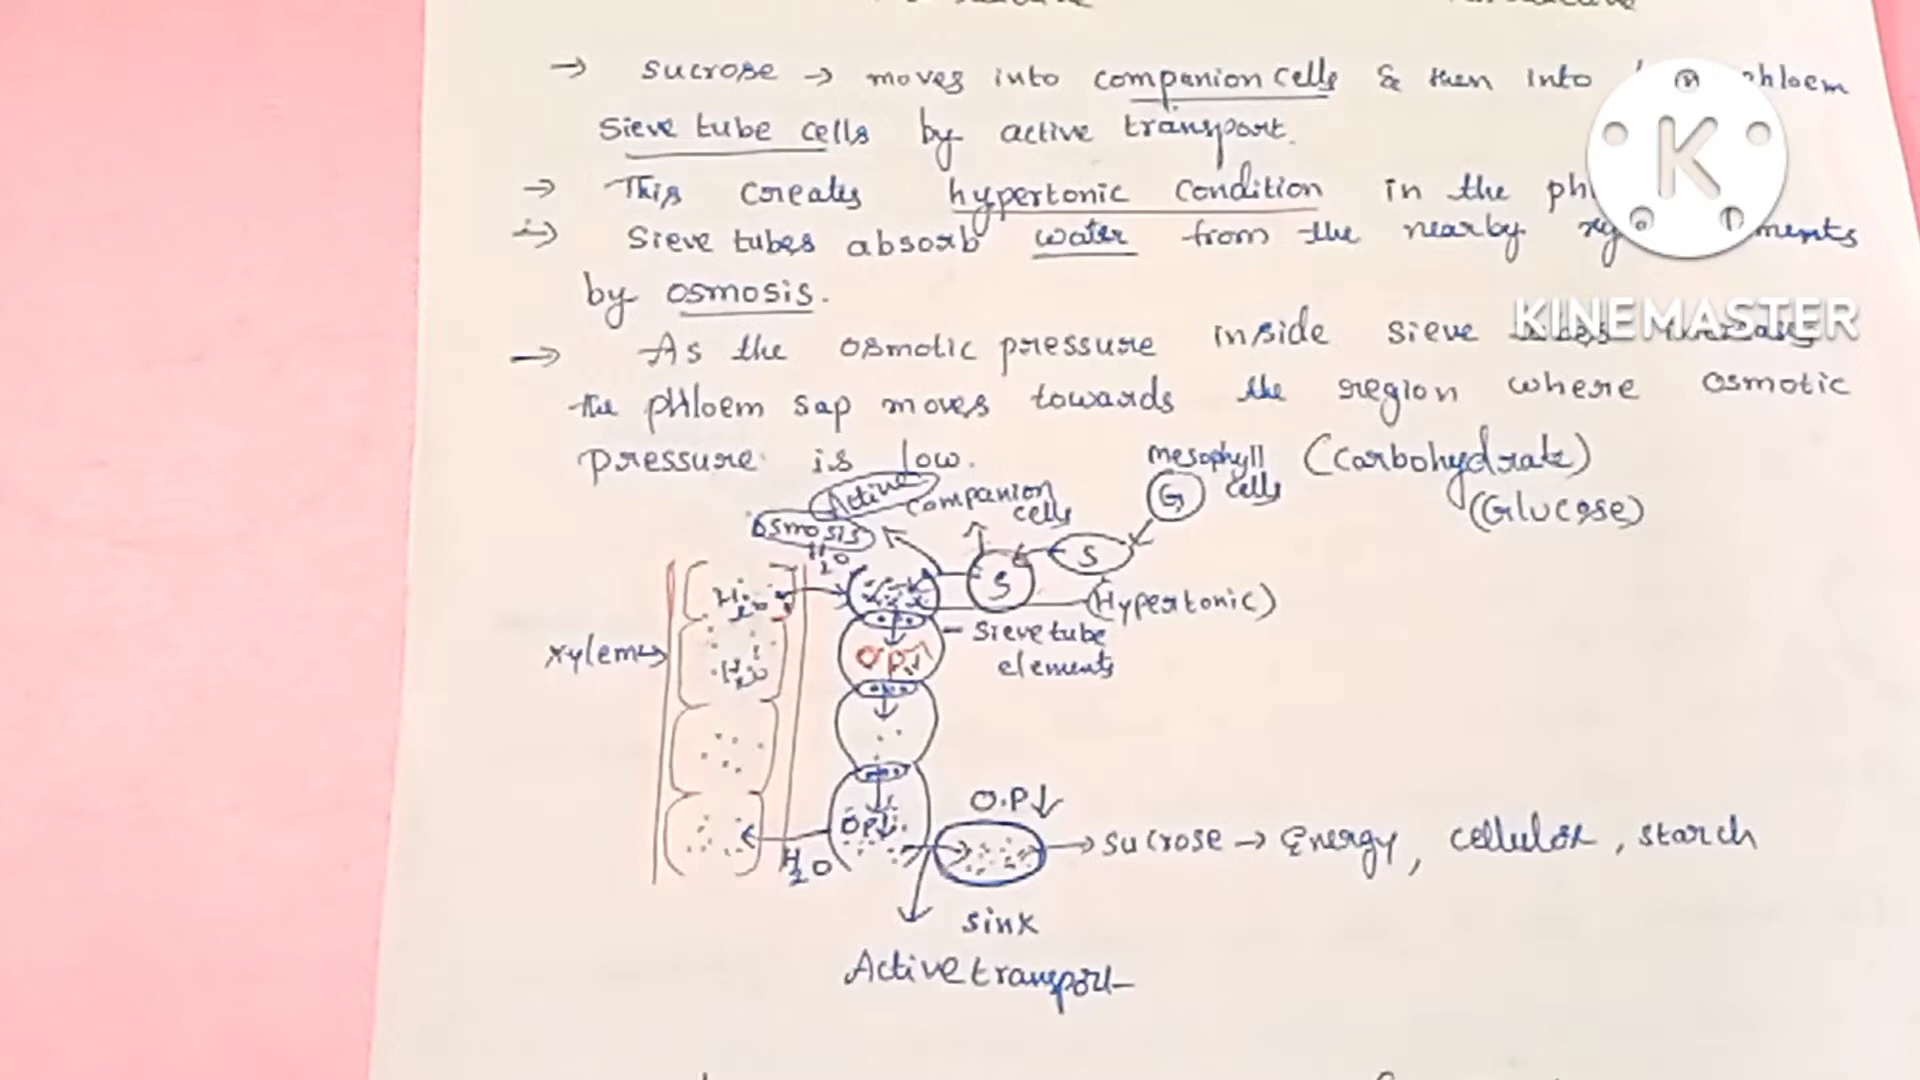 → sucrose → moves into companion cells & then into phloem
sieve tube cells by active transport.
→ This creates hypertonic condition in the
→ Sieve tubes absorb water from the nearby
by osmosis.
→ As the osmotic pressure inside sieve
the phloem sap moves towards the region where osmotic
pressure is low.
mesophyll cells (Carbohydrate)
(Glucose)
G
Active
companion cells
osmosis
H2O
S
S
(Hypertonic)
H2O
Sieve tube elements
xylem
H2O
O.P↑
O.P↓
OP↓
H2O
→ sucrose → Energy, cellulos, starch
sink
Active transport
K
KINEMASTER